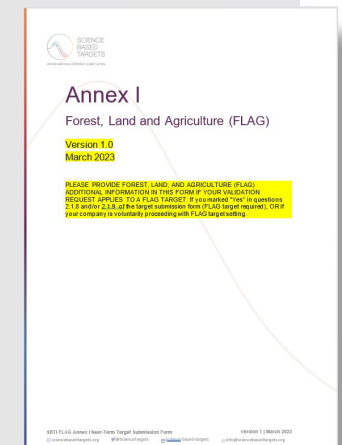 SCIENCE
BASED
TARGETS
Annex I
Forest, Land and Agriculture (FLAG)
Version 1.0
March 2023
PLEASE PROVIDE FOREST, LAND, AND AGRICULTURE (FLAG)
ADDITIONAL INFORMATION IN THIS FORM IF YOUR VALIDATION
REQUEST APPLIES TO A FLAG TARGET: If you marked "Yes" in questions
2.1.8 and/or 2.1.9. of the target submission form (FLAG target required), OR if
your company is voluntarily proceeding with FLAG target setting.
SBTi FLAG Annex I Near-Term Target Submission Form Version 1 | March 2023
sciencebasedtargets.org @ScienceTargets science-based-targets info@sciencebasedtargets.org